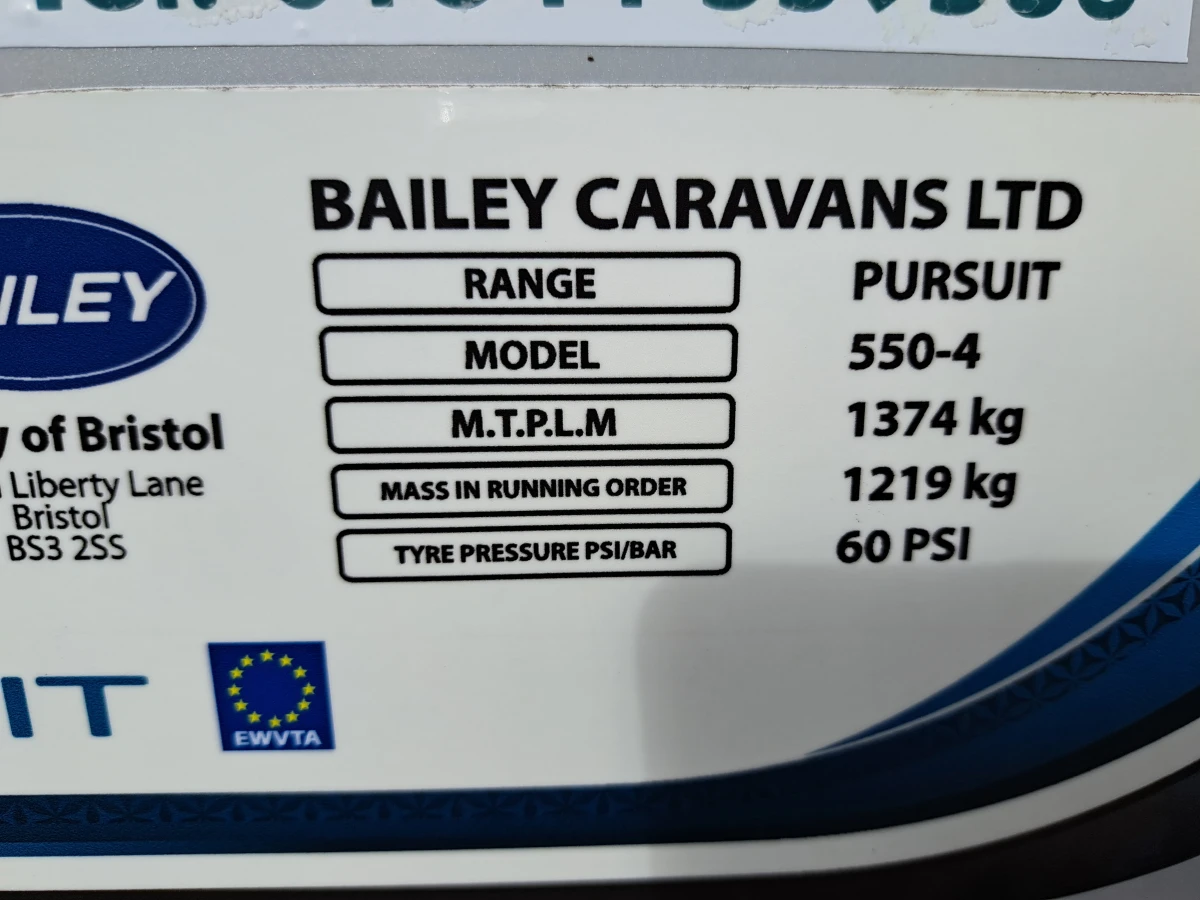 BAILEY CARAVANS LTD
RANGE PURSUIT
MODEL 550-4
M.T.P.L.M 1374 kg
MASS IN RUNNING ORDER 1219 kg
TYRE PRESSURE PSI/BAR 60 PSI
ILEY
of Bristol
Liberty Lane
Bristol
BS3 2SS
IT
EWVTA